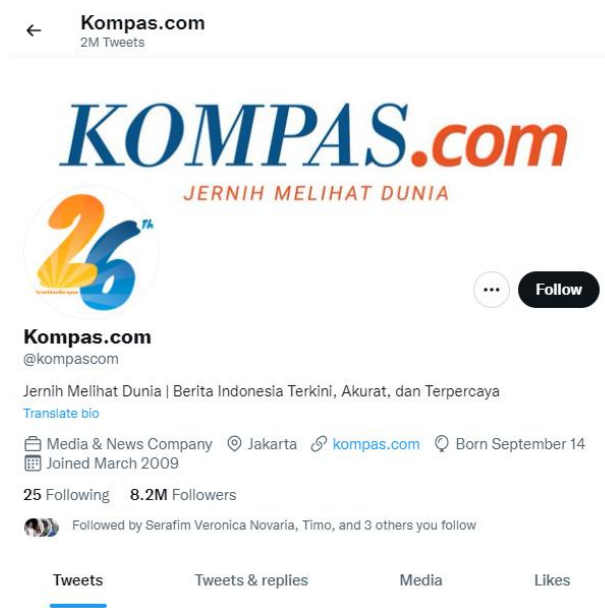 Kompas.com
2M Tweets
KOMPAS.com
JERNIH MELIHAT DUNIA
26Th
Kompas.com
@kompascom
Follow
Jernih Melihat Dunia | Berita Indonesia Terkini, Akurat, dan Terpercaya
Translate bio
Media & News Company Jakarta kompas.com Born September 14
Joined March 2009
25 Following 8.2M Followers
Followed by Serafim Veronica Novaria, Timo, and 3 others you follow
Tweets Tweets & replies Media Likes